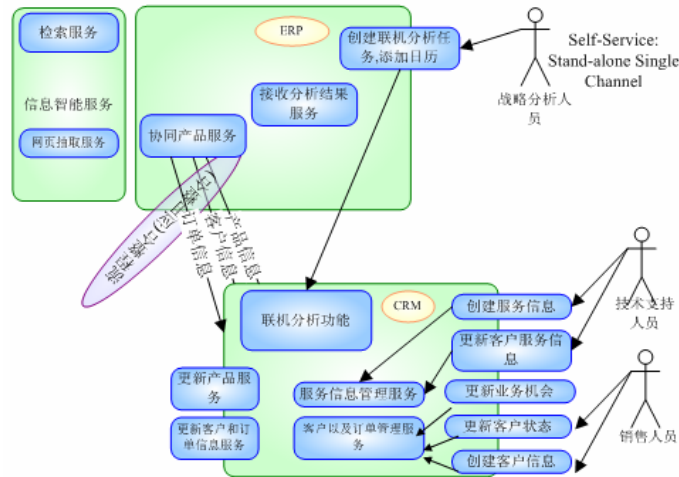 检索服务
信息智能服务
网页抽取服务
ERP
创建联机分析任
务,添加日历
接收分析结果
服务
协同产品服务
Self-Service:
Stand-alone Single
Channel
战略分析人
员
订单信息
客户信息
产品信息
CRM
联机分析功能
创建服务信息
更新客户服务信
息
技术支持
人员
更新产品服
务
服务信息管理服务
更新业务机会
更新客户和订
单信息服务
客户以及订单管理服
务
更新客户状态
创建客户信息
销售人员